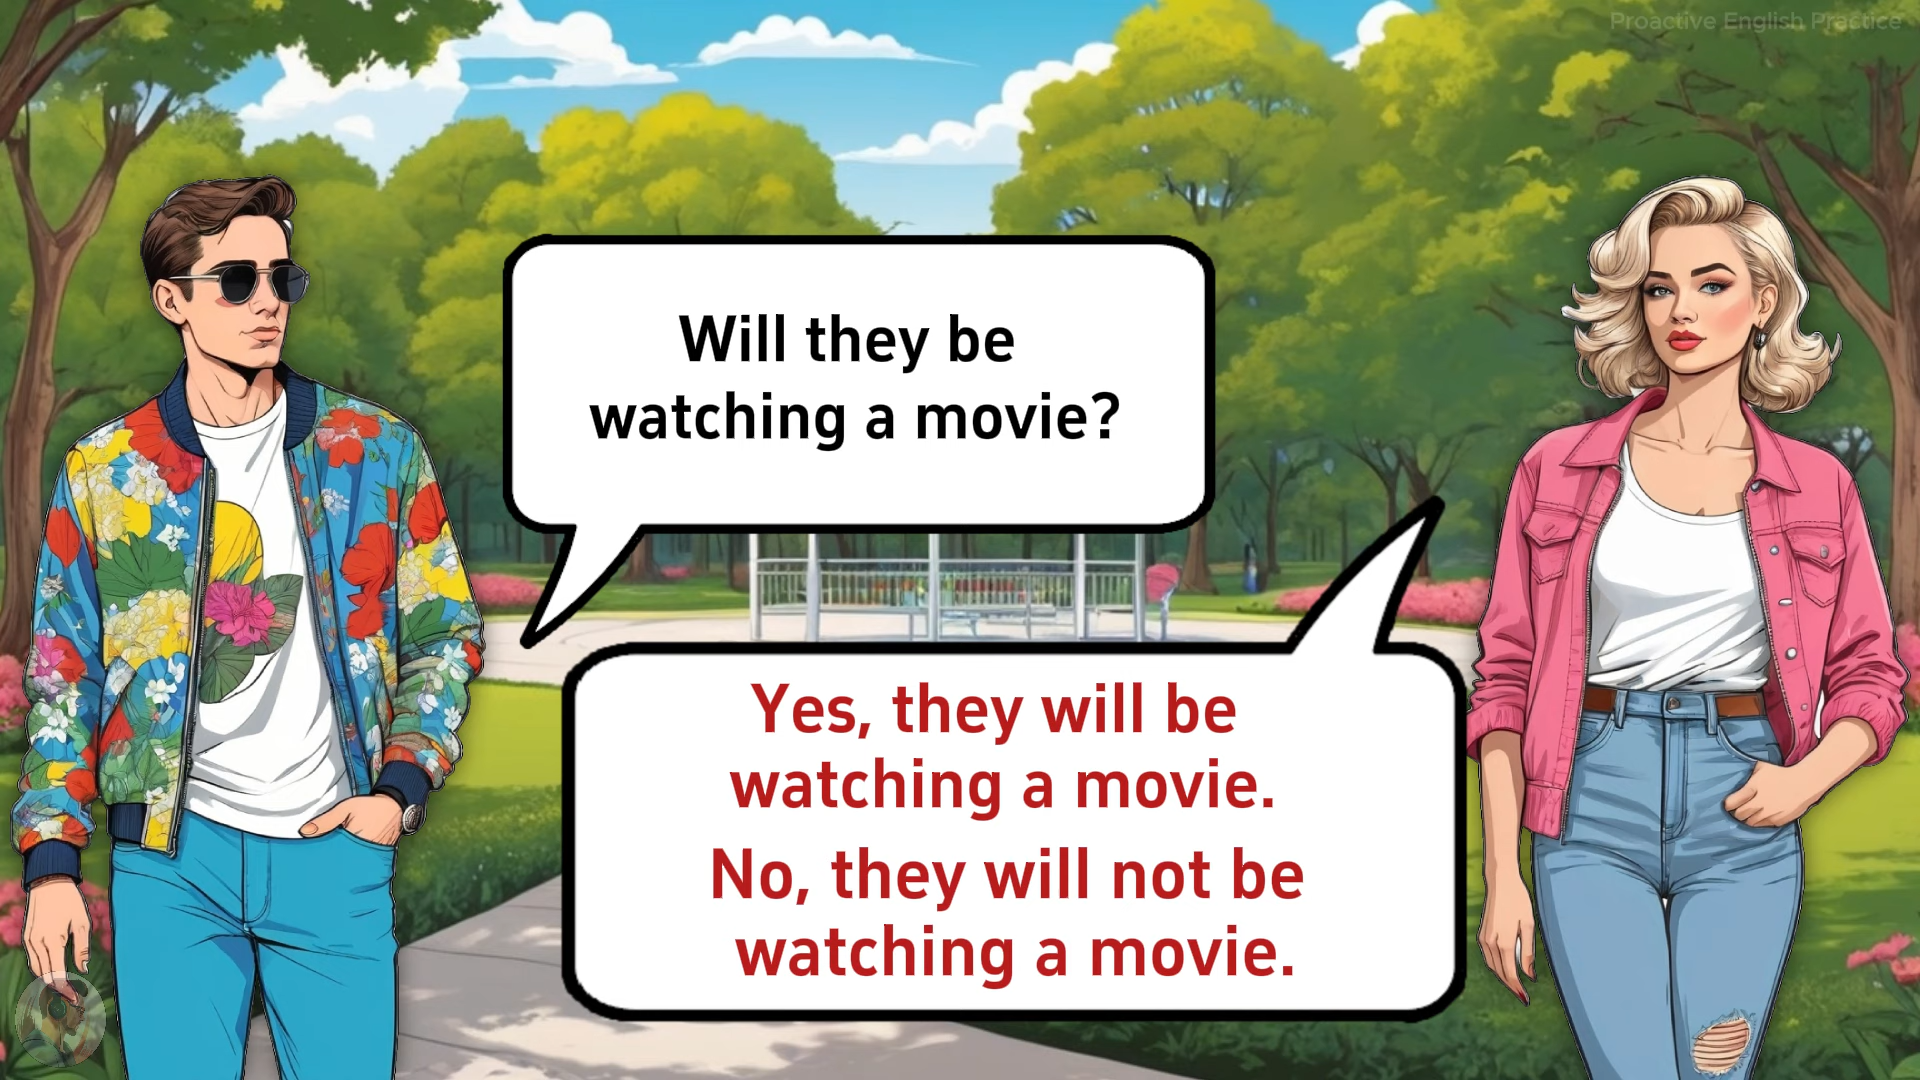 Proactive English Practice
Will they be
watching a movie?
Yes, they will be
watching a movie.
No, they will not be
watching a movie.